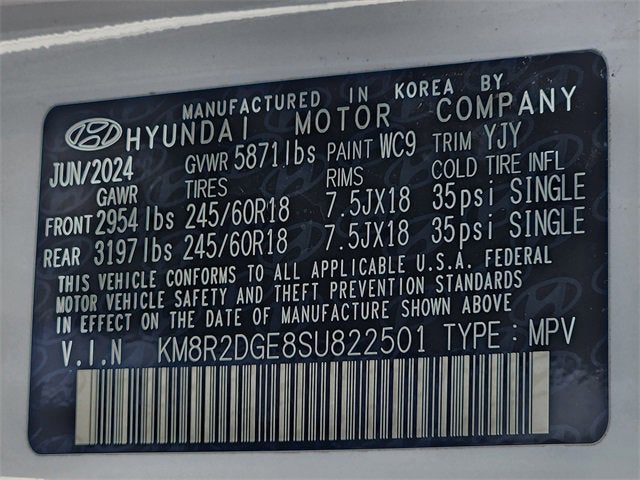 MANUFACTURED IN KOREA BY
HYUNDAI MOTOR COMPANY
JUN/2024 GVWR 5871lbs PAINT WC9 TRIM YJY
GAWR TIRES RIMS COLD TIRE INFL
FRONT 2954lbs 245/60R18 7.5JX18 35psi SINGLE
REAR 3197lbs 245/60R18 7.5JX18 35psi SINGLE
THIS VEHICLE CONFORMS TO ALL APPLICABLE U.S.A. FEDERAL
MOTOR VEHICLE SAFETY AND THEFT PREVENTION STANDARDS
IN EFFECT ON THE DATE OF MANUFACTURE SHOWN ABOVE
V.I.N KM8R2DGE8SU822501 TYPE : MPV